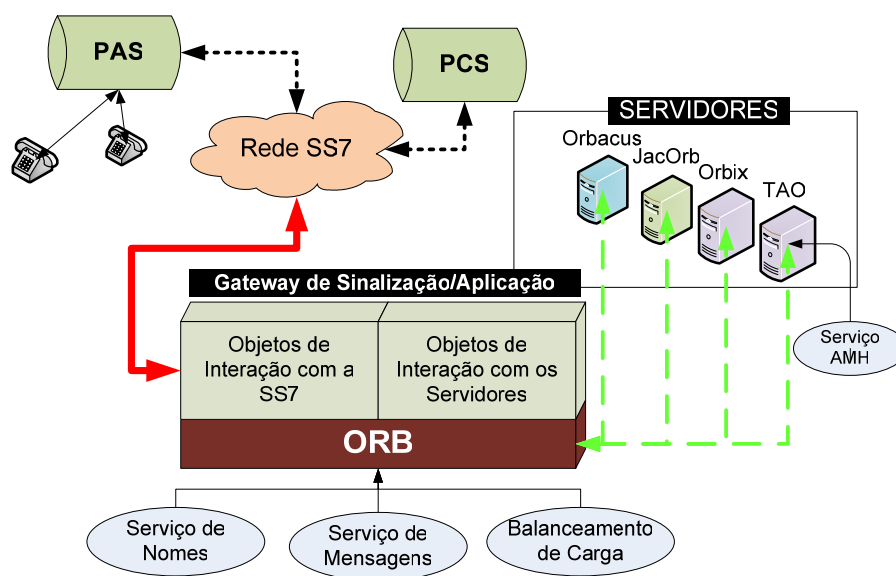 PAS
PCS
SERVIDORES
Rede SS7
Orbacus
JacOrb
Orbix
TAO
Gateway de Sinalização/Aplicação
Objetos de
Interação com a
SS7
Objetos de
Interação com os
Servidores
Serviço
AMH
ORB
Serviço de
Nomes
Serviço de
Mensagens
Balanceamento
de Carga